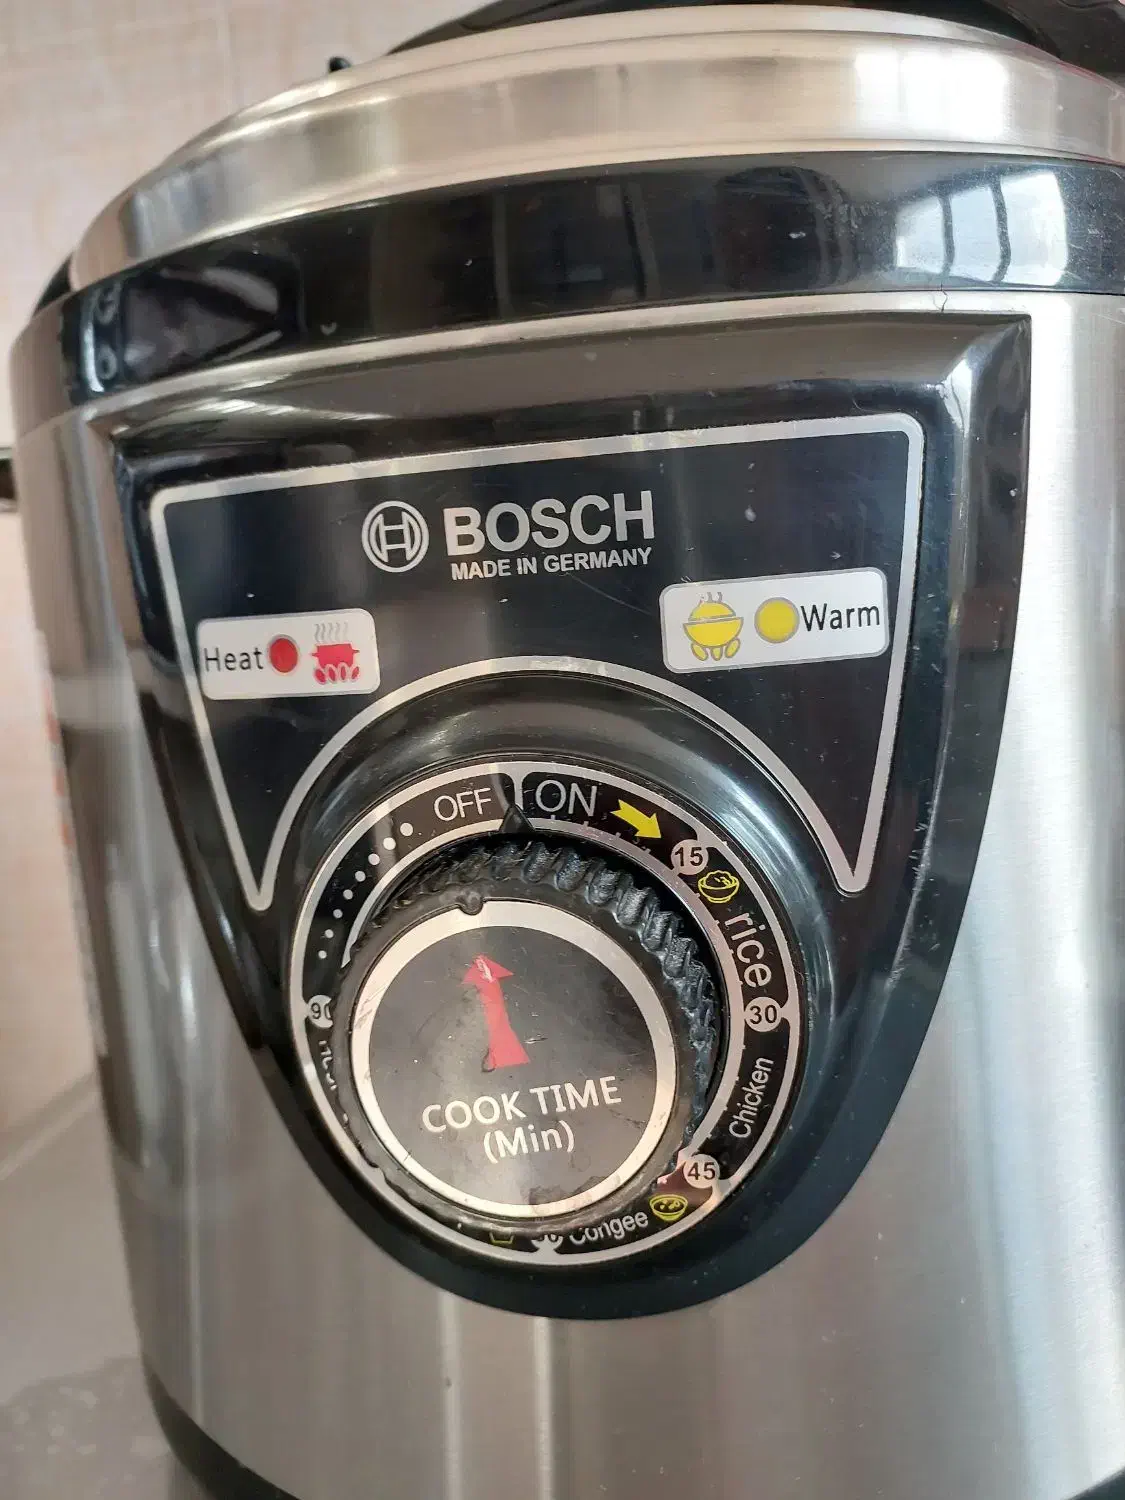 BOSCH
MADE IN GERMANY
Heat
Warm
OFF
ON
15
rice
30
Chicken
45
Congee
90
COOK TIME
(Min)